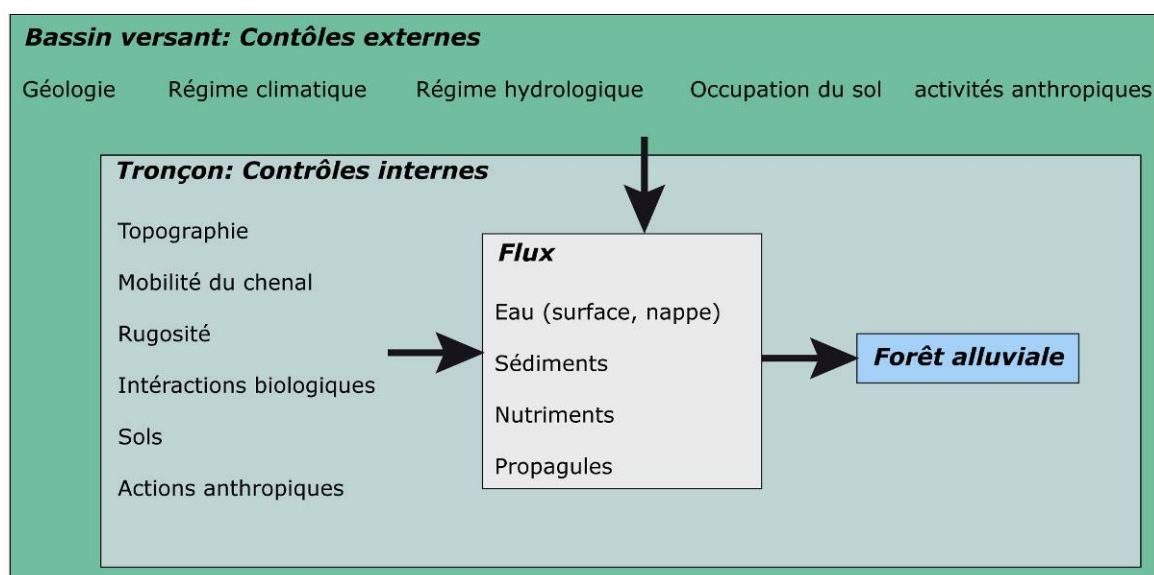 Bassin versant: Contôles externes
Géologie Régime climatique Régime hydrologique Occupation du sol activités anthropiques
Tronçon: Contrôles internes
Topographie
Mobilité du chenal
Rugosité
Intéractions biologiques
Sols
Actions anthropiques
Flux
Eau (surface, nappe)
Sédiments
Nutriments
Propagules
Forêt alluviale